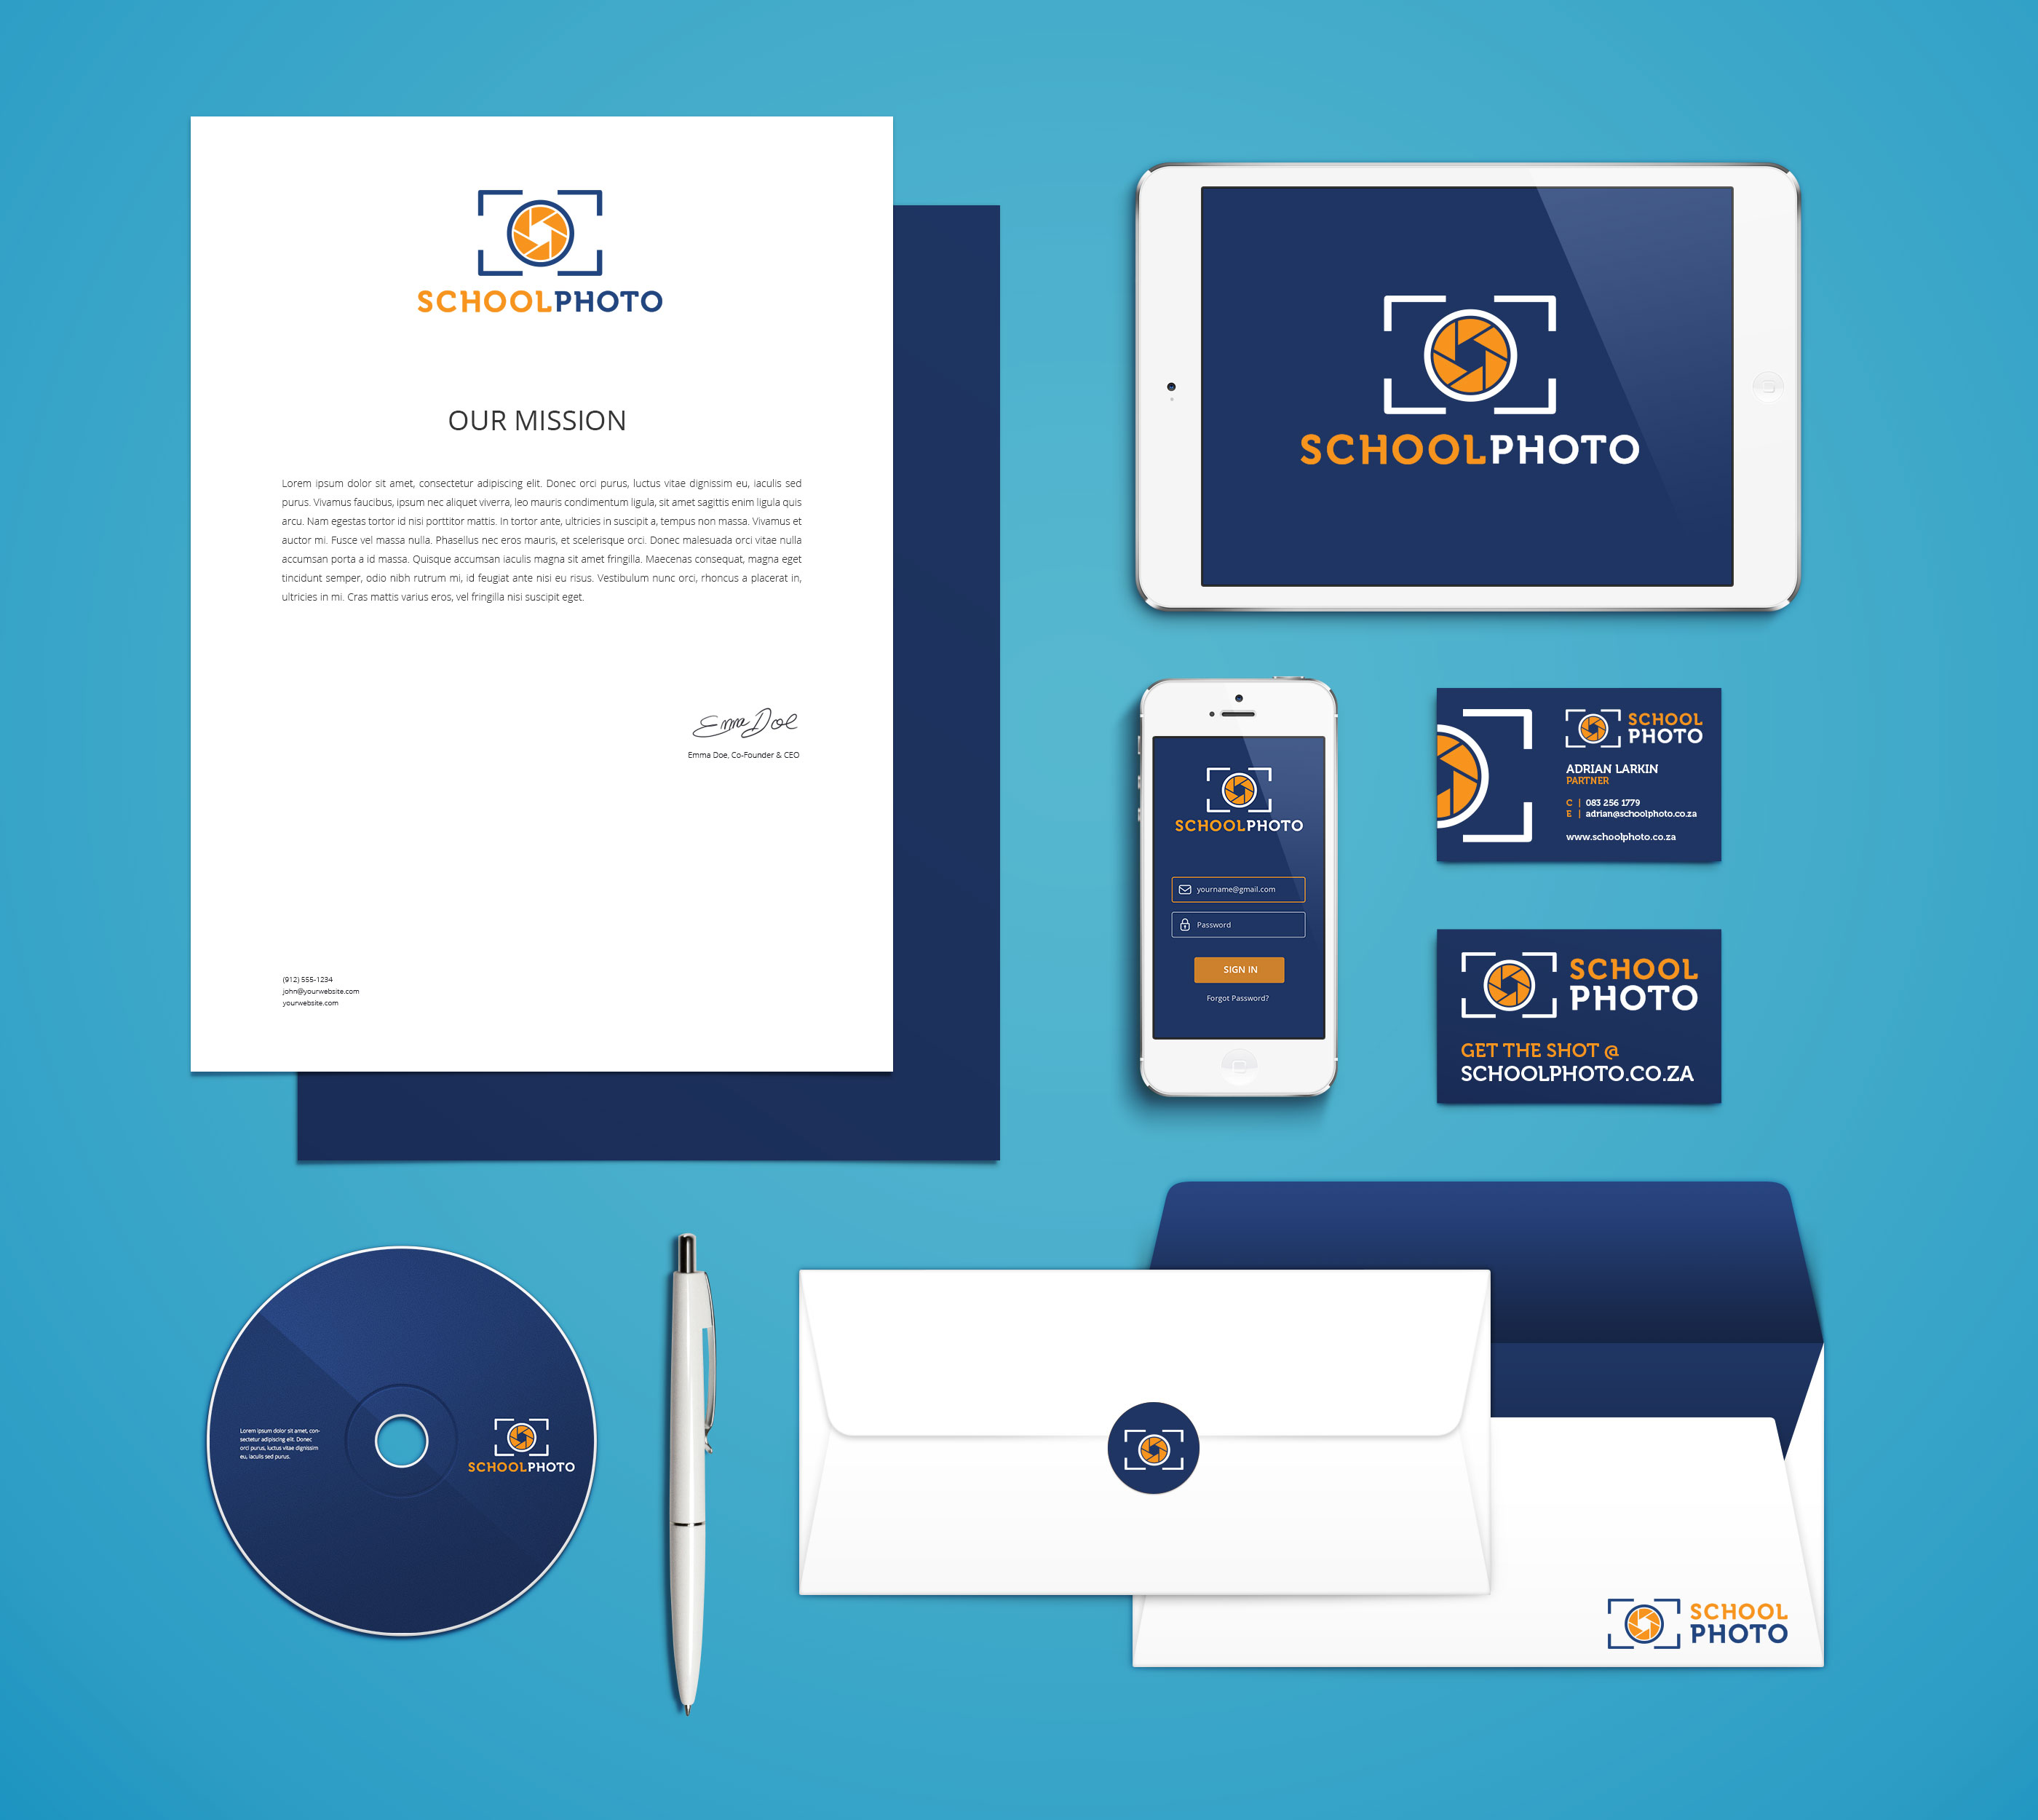 SCHOOLPHOTO
OUR MISSION
Lorem ipsum dolor sit amet, consectetur adipiscing elit. Donec orci purus, luctus vitae dignissim eu, iaculis sed
purus. Vivamus faucibus, ipsum nec aliquet viverra, leo mauris condimentum ligula, sit amet sagittis enim ligula quis
arcu. Nam egestas tortor id nisi porttitor mattis. In tortor ante, ultricies in suscipit a, tempus non massa. Vivamus et
auctor mi. Fusce vel massa nulla. Phasellus nec eros mauris, et scelerisque orci. Donec malesuada orci vitae nulla
accumsan porta a id massa. Quisque accumsan iaculis magna sit amet fringilla. Maecenas consequat, magna eget
tincidunt semper, odio nibh rutrum mi, id feugiat ante nisi eu risus. Vestibulum nunc orci, rhoncus a placerat in,
ultricies in mi. Cras mattis varius eros, vel fringilla nisi suscipit eget.
Emma Doe
Emma Doe, Co-Founder & CEO
(912) 555-1234
john@yourwebsite.com
yourwebsite.com
SCHOOLPHOTO
SCHOOLPHOTO
yourname@gmail.com
Password
SIGN IN
Forgot Password?
SCHOOL
PHOTO
ADRIAN LARKIN
PARTNER
C | 083 256 1779
E | adrian@schoolphoto.co.za
www.schoolphoto.co.za
SCHOOL
PHOTO
GET THE SHOT @
SCHOOLPHOTO.CO.ZA
Lorem ipsum dolor sit amet, con-
sectetur adipiscing elit. Donec
orci purus, luctus vitae dignissim
eu, iaculis sed purus.
SCHOOLPHOTO
SCHOOL
PHOTO